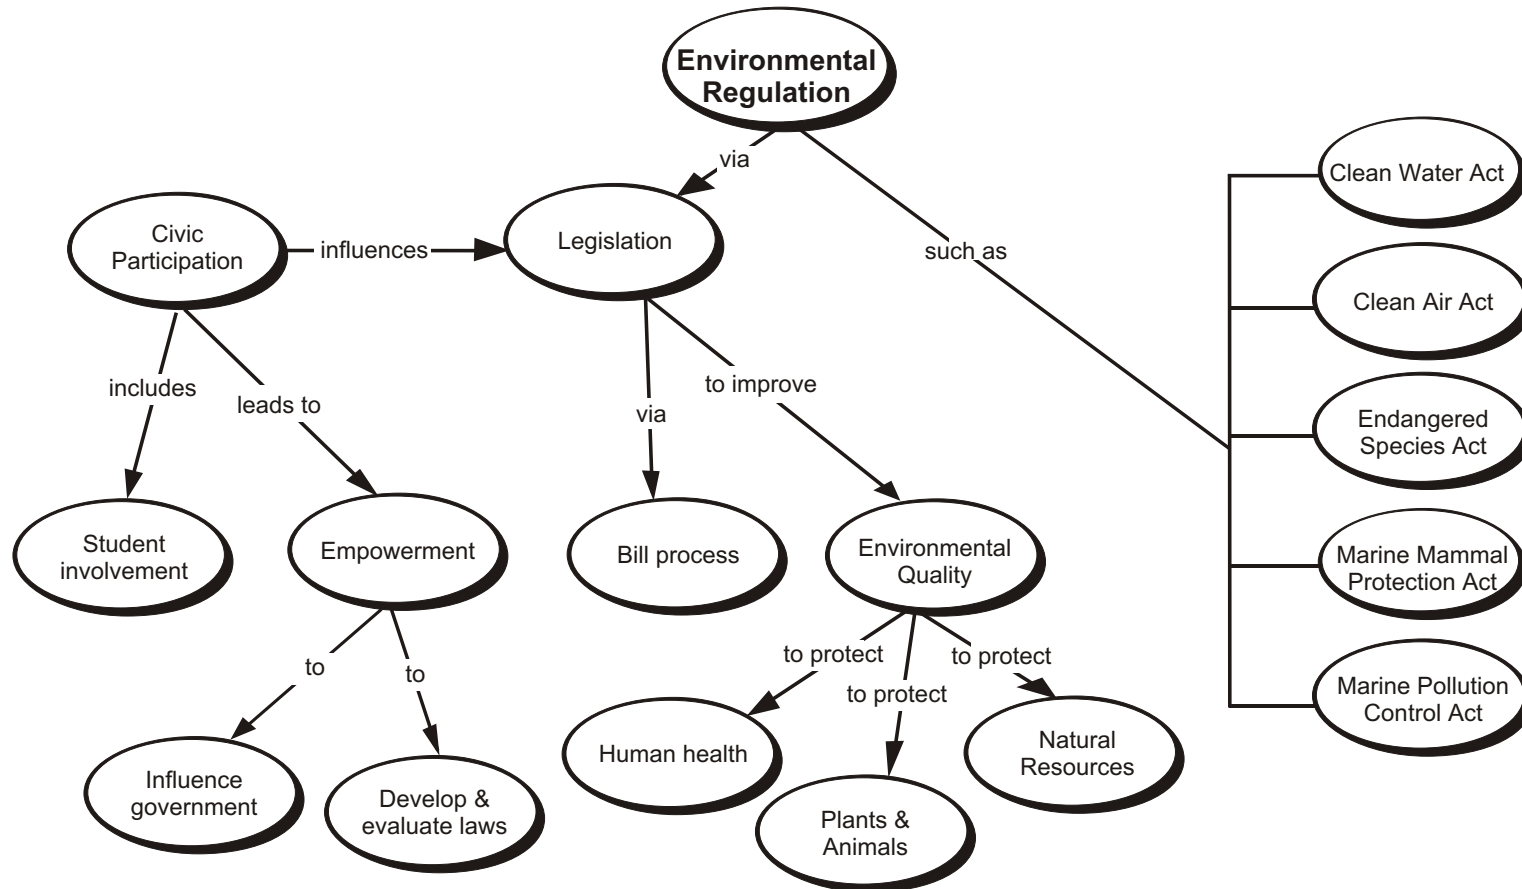 Environmental
Regulation
via
such as
Clean Water Act
Clean Air Act
Endangered
Species Act
Marine Mammal
Protection Act
Marine Pollution
Control Act
Civic
Participation
influences
Legislation
includes
leads to
via
to improve
Student
involvement
Empowerment
Bill process
Environmental
Quality
to
to
to protect
to protect
to protect
Influence
government
Develop &
evaluate laws
Human health
Plants &
Animals
Natural
Resources